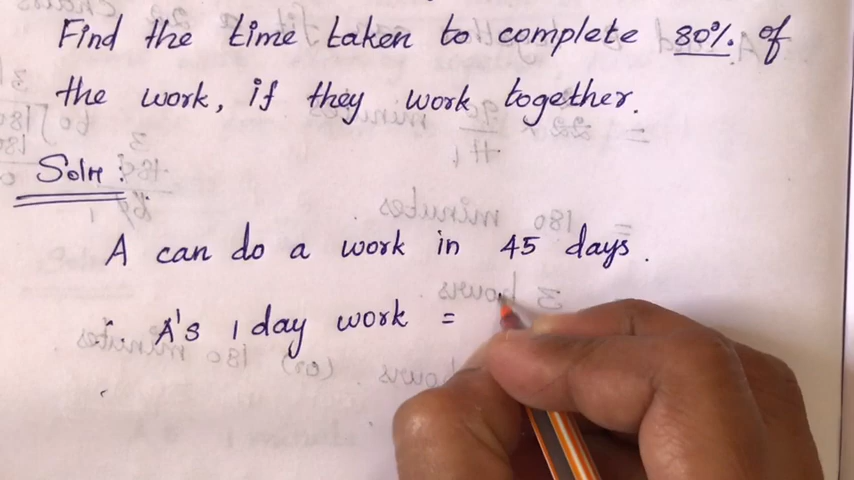 Find the time taken to complete 80% of
the work, if they work together.
Soln :
A can do a work in 45 days.
∴ A's 1 day work =